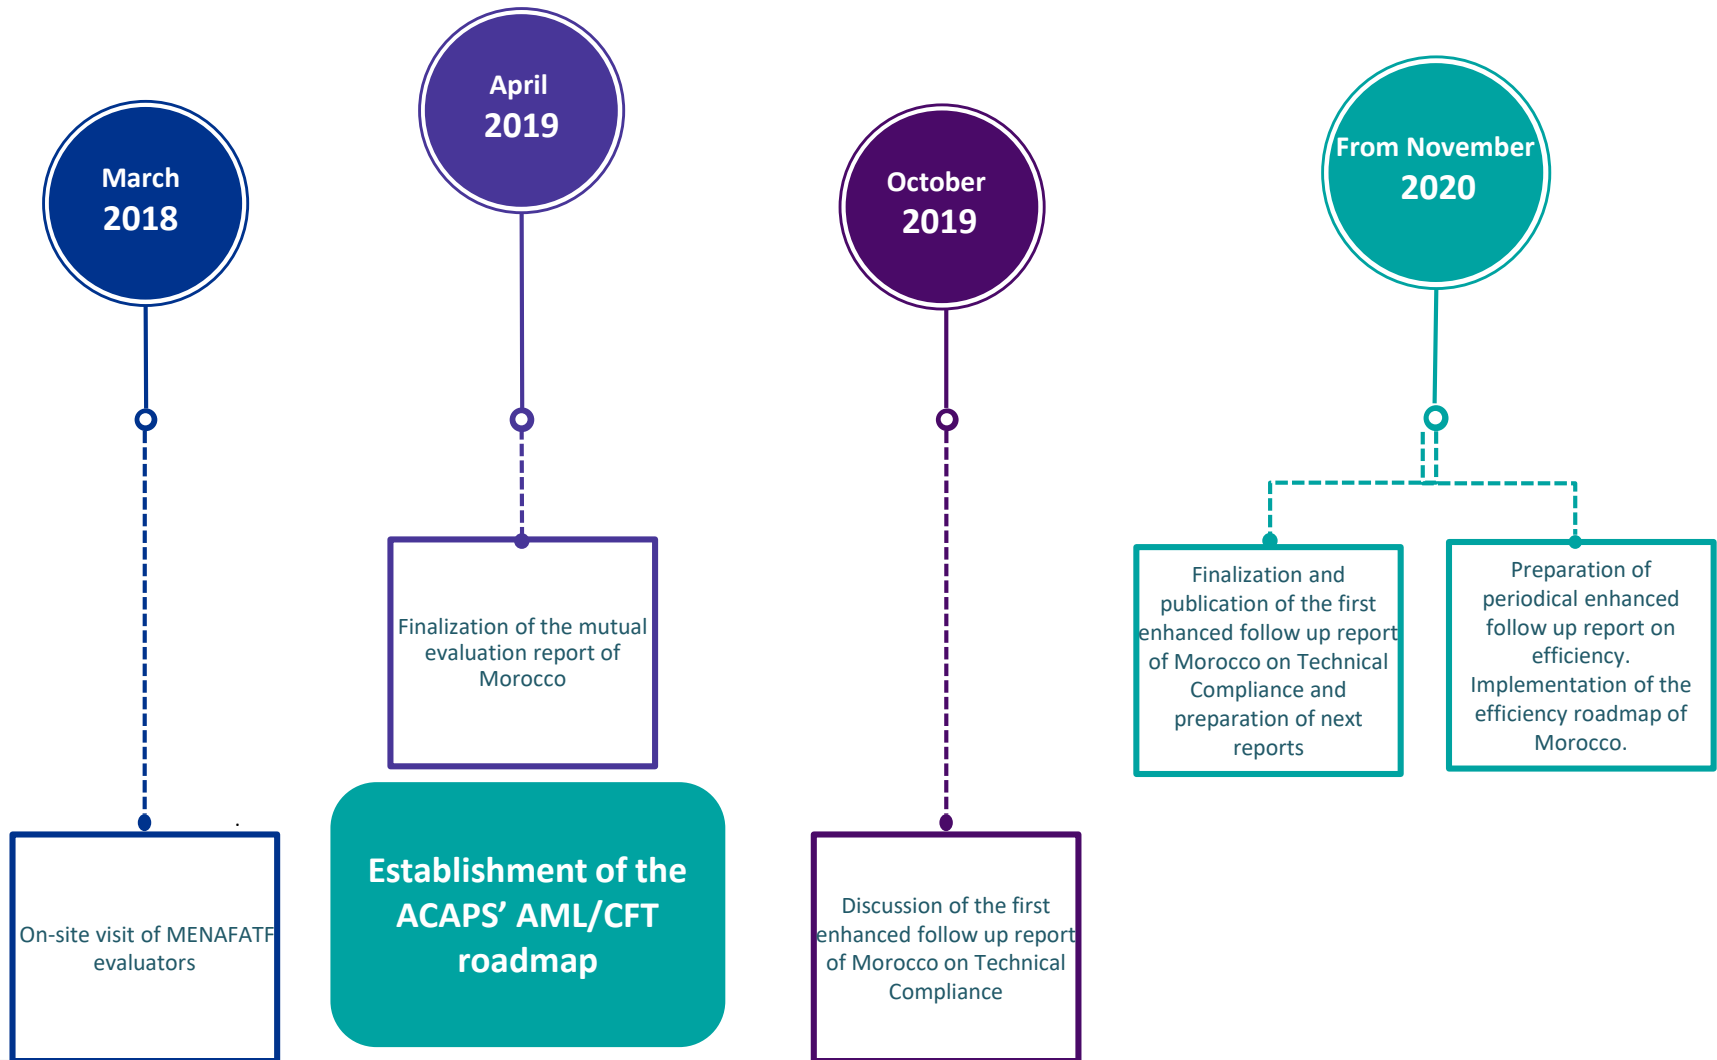 March
2018
April
2019
October
2019
From November
2020
On-site visit of MENAFATF
evaluators
.
Finalization of the mutual
evaluation report of
Morocco
Establishment of the
ACAPS’ AML/CFT
roadmap
Discussion of the first
enhanced follow up report
of Morocco on Technical
Compliance
Finalization and
publication of the first
enhanced follow up report
of Morocco on Technical
Compliance and
preparation of next
reports
Preparation of
periodical enhanced
follow up report on
efficiency.
Implementation of the
efficiency roadmap of
Morocco.